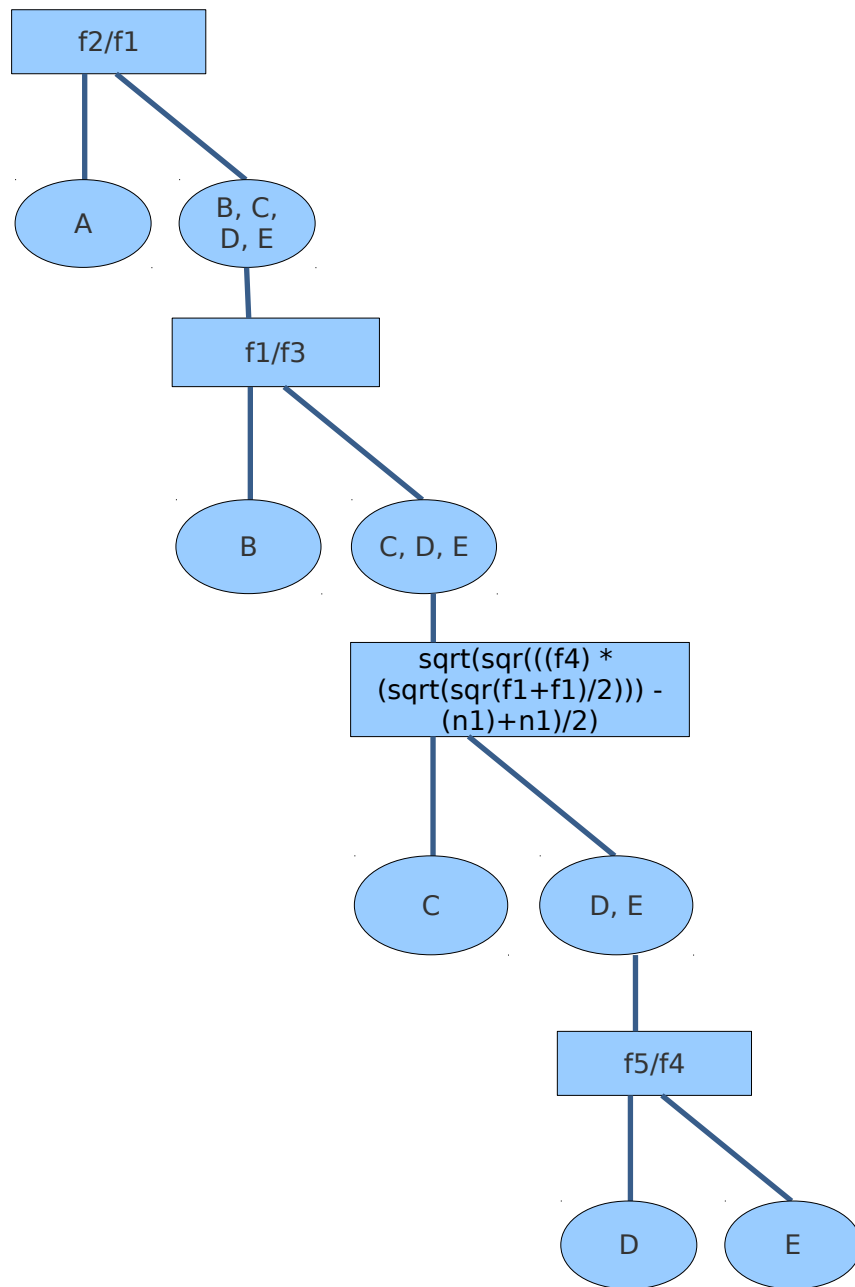 f2/f1
A
B, C,
D, E
f1/f3
B
C, D, E
sqrt(sqr(((f4) *
(sqrt(sqr(f1+f1)/2))) -
(n1)+n1)/2)
C
D, E
f5/f4
D
E